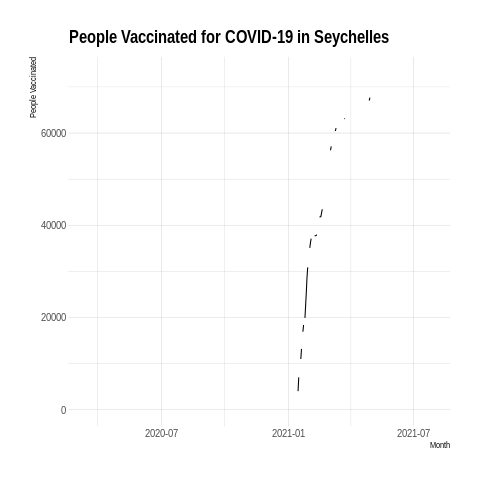 People Vaccinated for COVID-19 in Seychelles
People Vaccinated
60000
40000
20000
0
2020-07 2021-01 2021-07
Month